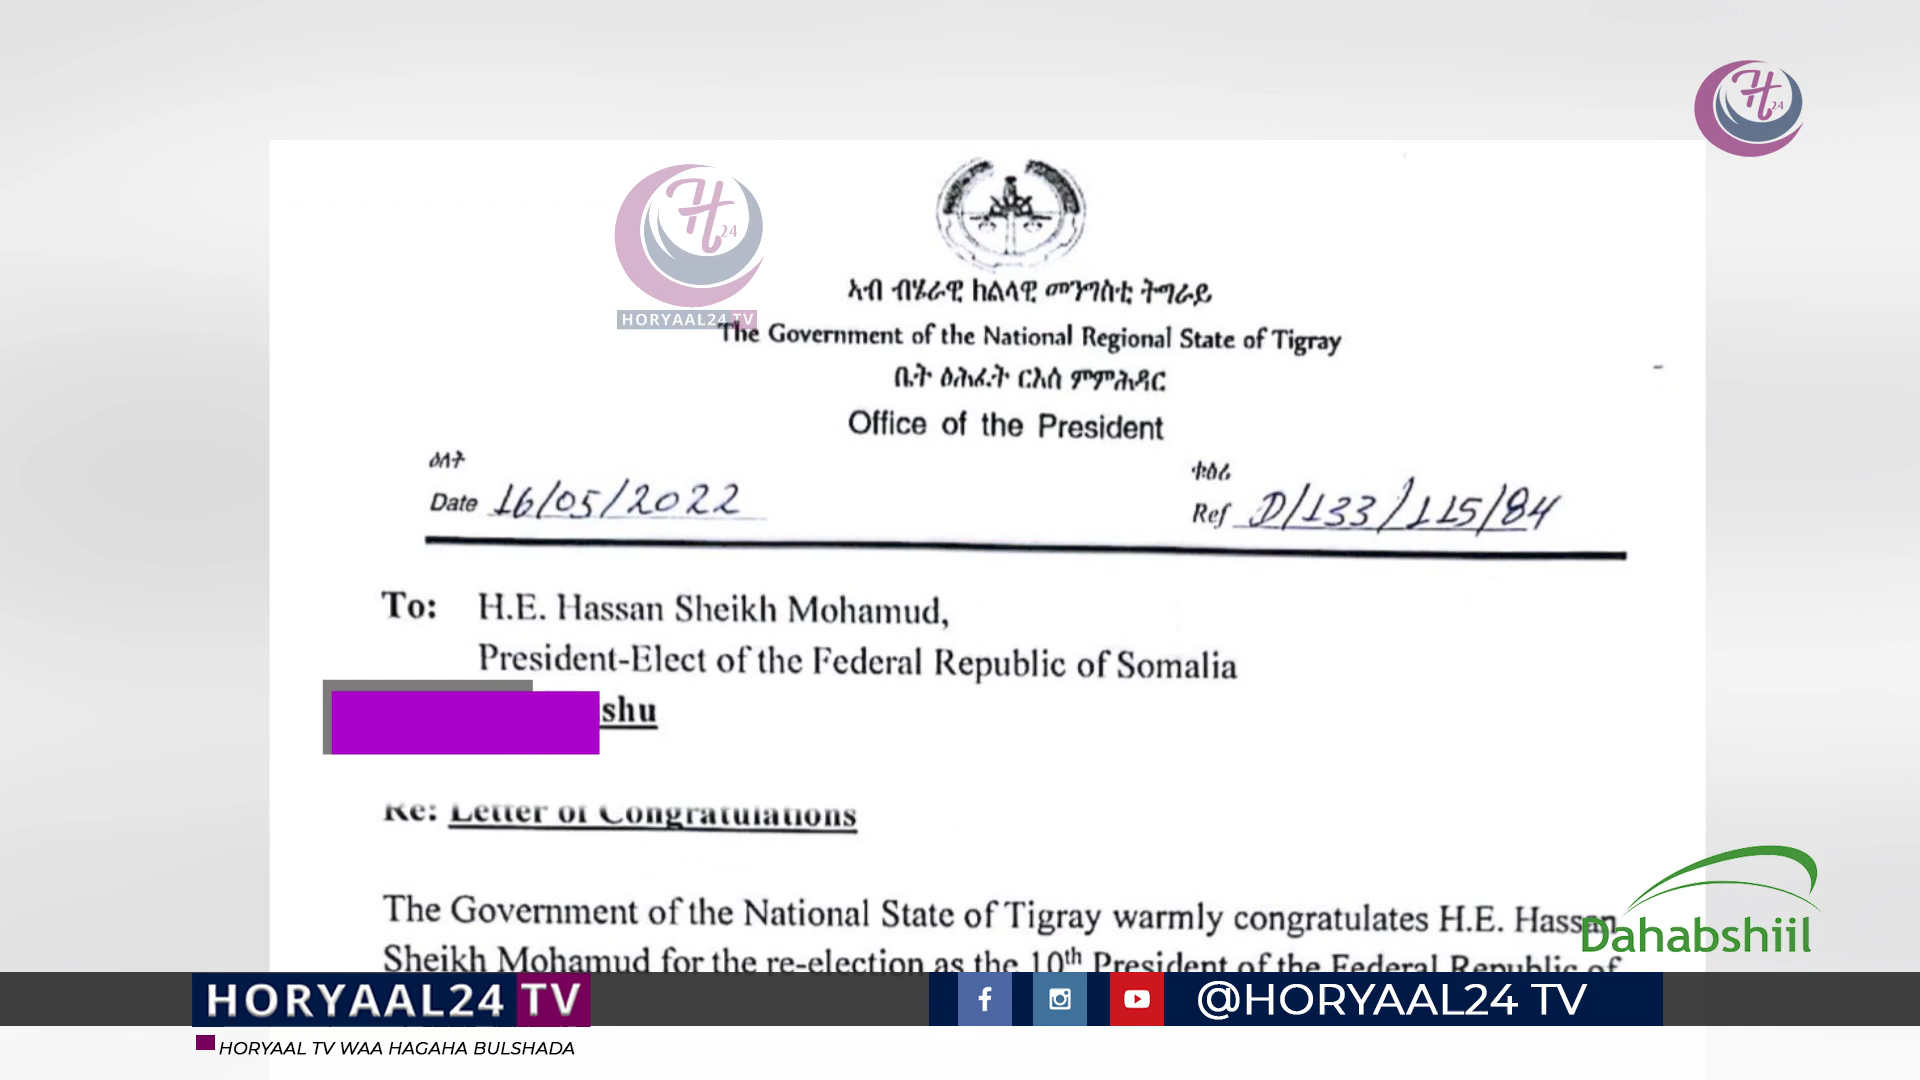 H 24
H 24
HORYAAL24 TV
ኣብ ብሄራዊ ክልላዊ መንግስቲ ትግራይ
The Government of the National Regional State of Tigray
ቤት ፅሕፈት ርእሰ ምምሕዳር
Office of the President
ዕለት
Date 16/05/2022
ቁፅሪ
Ref D/133/115/84
To: H.E. Hassan Sheikh Mohamud,
President-Elect of the Federal Republic of Somalia
shu
Re: Letter of Congratulations
The Government of the National State of Tigray warmly congratulates H.E. Hassan
Sheikh Mohamud for the re-election as the 10th President of the Federal Republic of
Dahabshiil
HORYAAL24 TV
@HORYAAL24 TV
HORYAAL TV WAA HAGAHA BULSHADA